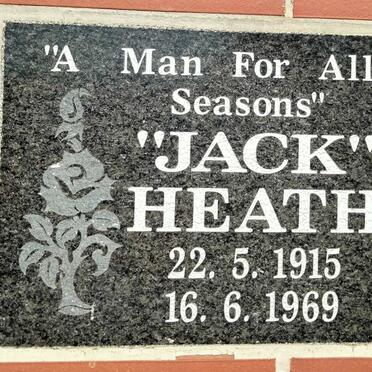 "A Man For All
Seasons"
"JACK"
HEATH
22. 5. 1915
16. 6. 1969